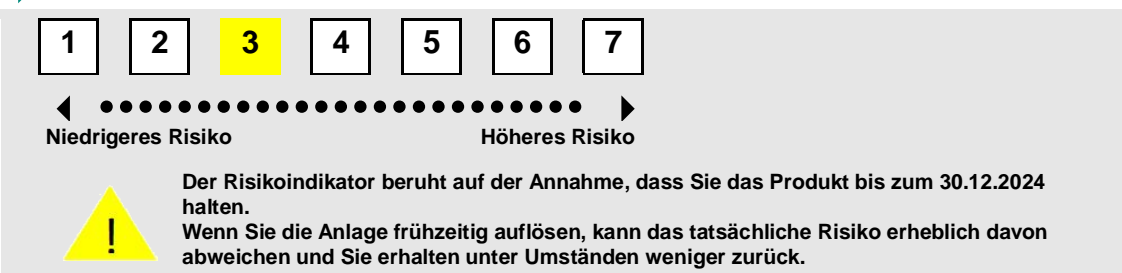 1 2 3 4 5 6 7
Niedrigeres Risiko Höheres Risiko
Der Risikoindikator beruht auf der Annahme, dass Sie das Produkt bis zum 30.12.2024
halten.
Wenn Sie die Anlage frühzeitig auflösen, kann das tatsächliche Risiko erheblich davon
abweichen und Sie erhalten unter Umständen weniger zurück.
!